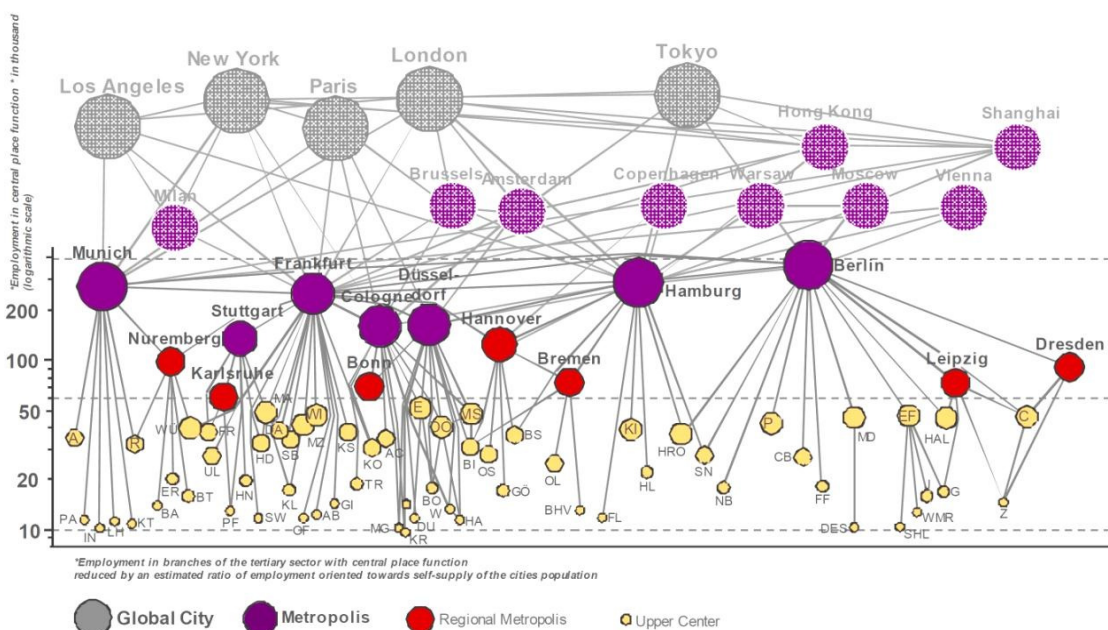 *Employment in central place function * in thousand
(logarithmic scale)
Los Angeles
New York
Paris
London
Tokyo
Hong Kong
Shanghai
Milan
Brussels
Amsterdam
Copenhagen
Warsaw
Moscow
Vienna
Munich
Frankfurt
Cologne
Düssel-
dorf
Hamburg
Berlin
Stuttgart
Nuremberg
Karlsruhe
Bonn
Hannover
Bremen
Leipzig
Dresden
200
100
50
20
10
A
R
WÜ
FR
UL
MA
DA
HD
SB
WI
MZ
KS
KO
AC
E
DO
MS
BI
OS
BS
KI
HRO
SN
P
CB
MD
EF
HAL
C
ER
BA
BT
HN
PF
SW
KL
OF
AB
GI
TR
MG
KR
DU
BO
W
HA
GÖ
OL
BHV
FL
HL
NB
FF
DES
SHL
WMR
J
G
Z
PA
IN
LH
KT
*Employment in branches of the tertiary sector with central place function
reduced by an estimated ratio of employment oriented towards self-supply of the cities population
Global City
Metropolis
Regional Metropolis
Upper Center